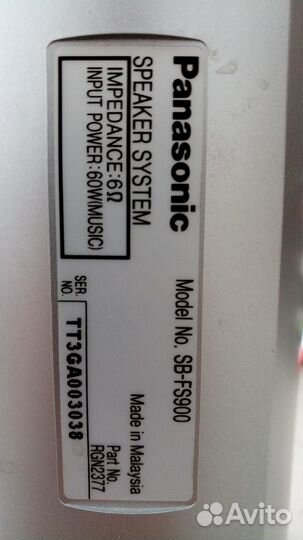 Panasonic
Model No. SB-FS900
SPEAKER SYSTEM
IMPEDANCE:6Ω
INPUT POWER:60W(MUSIC)
Made in Malaysia
Part No.
RGN2377
SER.
NO.
TT3GA003038
Avito